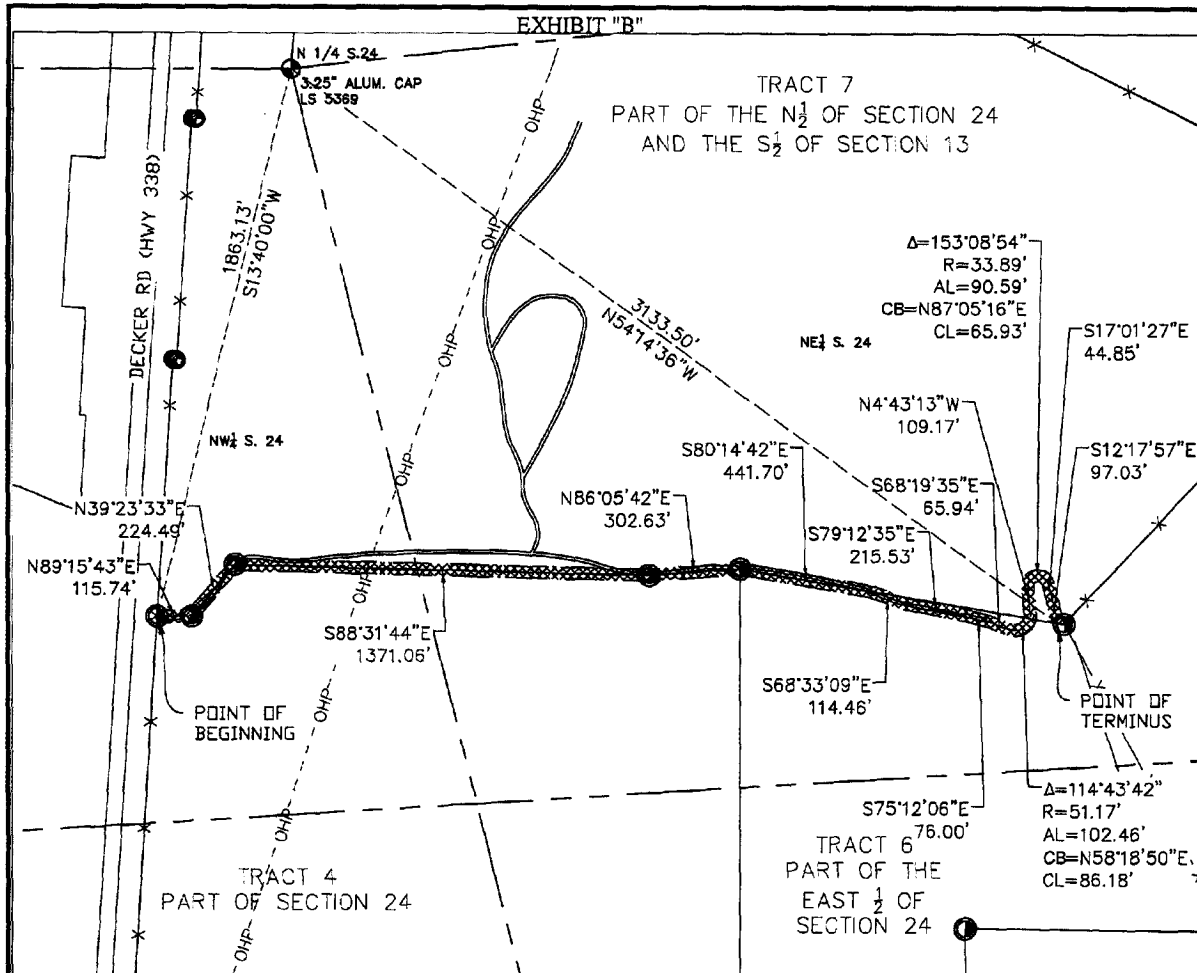 EXHIBIT "B"
N 1/4 S.24
3.25" ALUM. CAP
LS 5369
TRACT 7
PART OF THE N½ OF SECTION 24
AND THE S½ OF SECTION 13
OHP
OHP
OHP
OHP
OHP
OHP
OHP
OHP
DECKER RD (HWY 338)
1863.13'
S13°40'00"W
3133.50'
N54°14'36"W
Δ=153°08'54"
R=33.89'
AL=90.59'
CB=N87°05'16"E
CL=65.93'
S17°01'27"E
44.85'
NE¼ S. 24
N4°43'13"W
109.17'
NW¼ S. 24
S80°14'42"E
441.70'
S12°17'57"E
97.03'
S68°19'35"E
65.94'
N39°23'33"E
224.49'
N86°05'42"E
302.63'
S79°12'35"E
215.53'
N89°15'43"E
115.74'
S88°31'44"E
1371.06'
S68°33'09"E
114.46'
POINT OF
BEGINNING
POINT OF
TERMINUS
S75°12'06"E
76.00'
Δ=114°43'42"
R=51.17'
AL=102.46'
CB=N58°18'50"E
CL=86.18'
TRACT 4
PART OF SECTION 24
TRACT 6
PART OF THE
EAST ½ OF
SECTION 24